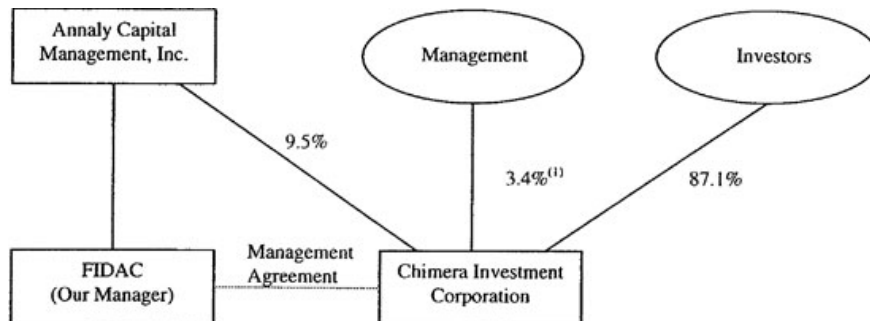 Annaly Capital
Management, Inc.
Management
Investors
9.5%
3.4%(1)
87.1%
Management
Agreement
FIDAC
(Our Manager)
Chimera Investment
Corporation